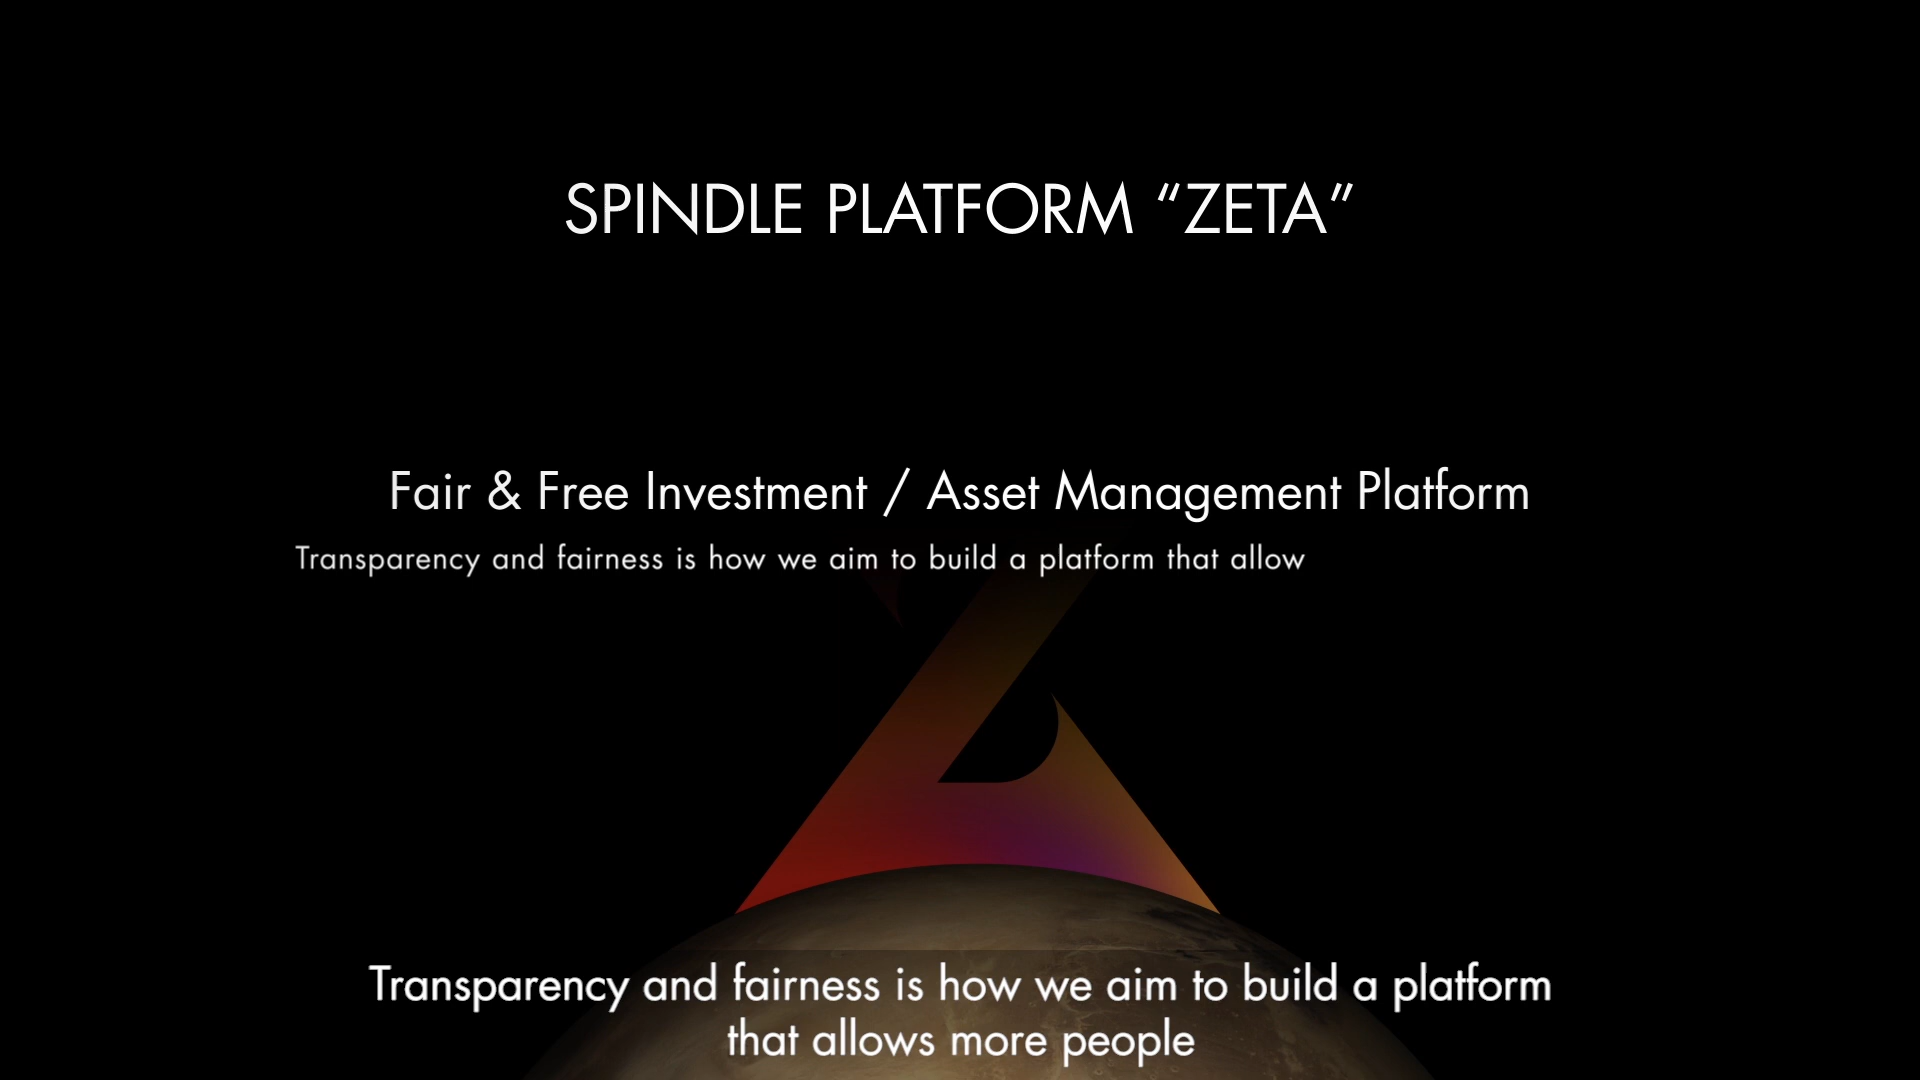 SPINDLE PLATFORM “ZETA”
Fair & Free Investment / Asset Management Platform
Transparency and fairness is how we aim to build a platform that allow
Transparency and fairness is how we aim to build a platform
that allows more people